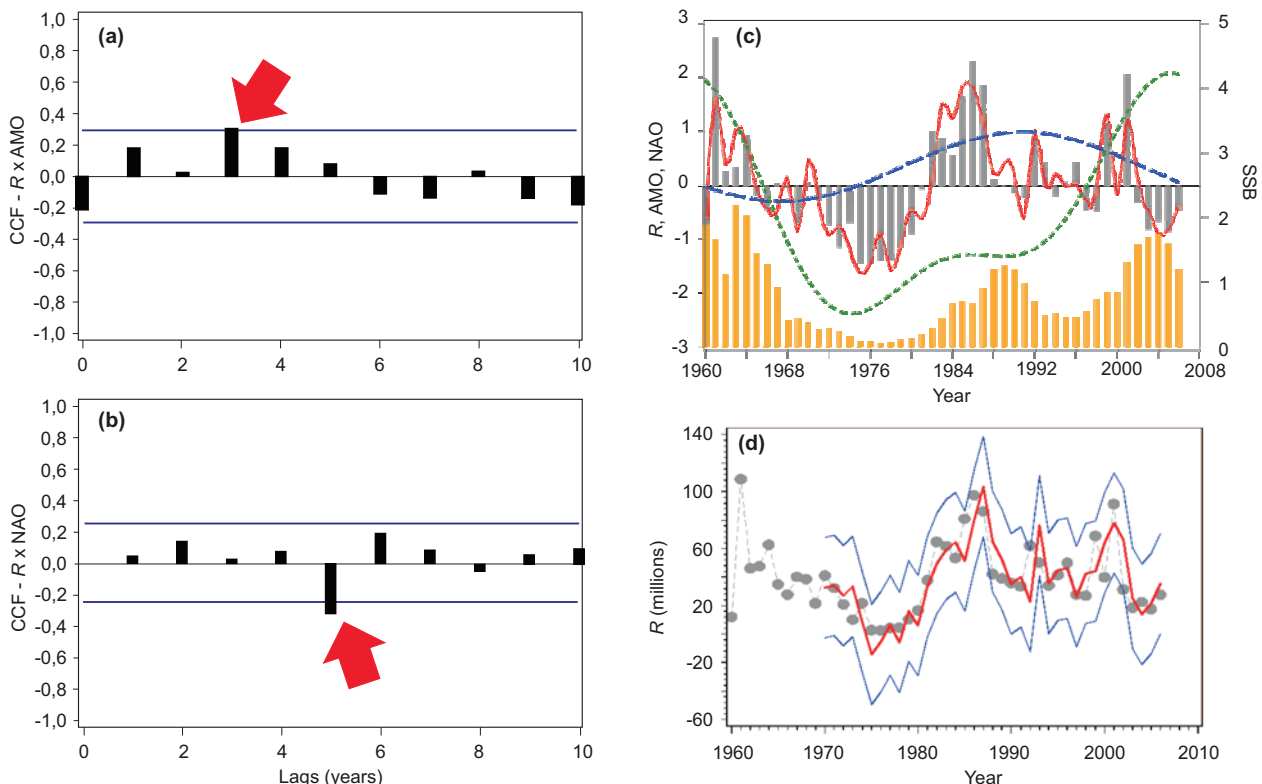 (a)
CCF - R x AMO
1,0
0,8
0,6
0,4
0,2
0,0
-0,2
-0,4
-0,6
-0,8
-1,0
0 2 4 6 8 10
(b)
CCF - R x NAO
1,0
0,8
0,6
0,4
0,2
0,0
-0,2
-0,4
-0,6
-0,8
-1,0
0 2 4 6 8 10
Lags (years)
(c)
R, AMO, NAO
3
2
1
0
-1
-2
-3
SSB
5
4
3
2
1
0
1960 1968 1976 1984 1992 2000 2008
Year
(d)
R (millions)
140
100
60
20
-20
-60
1960 1970 1980 1990 2000 2010
Year